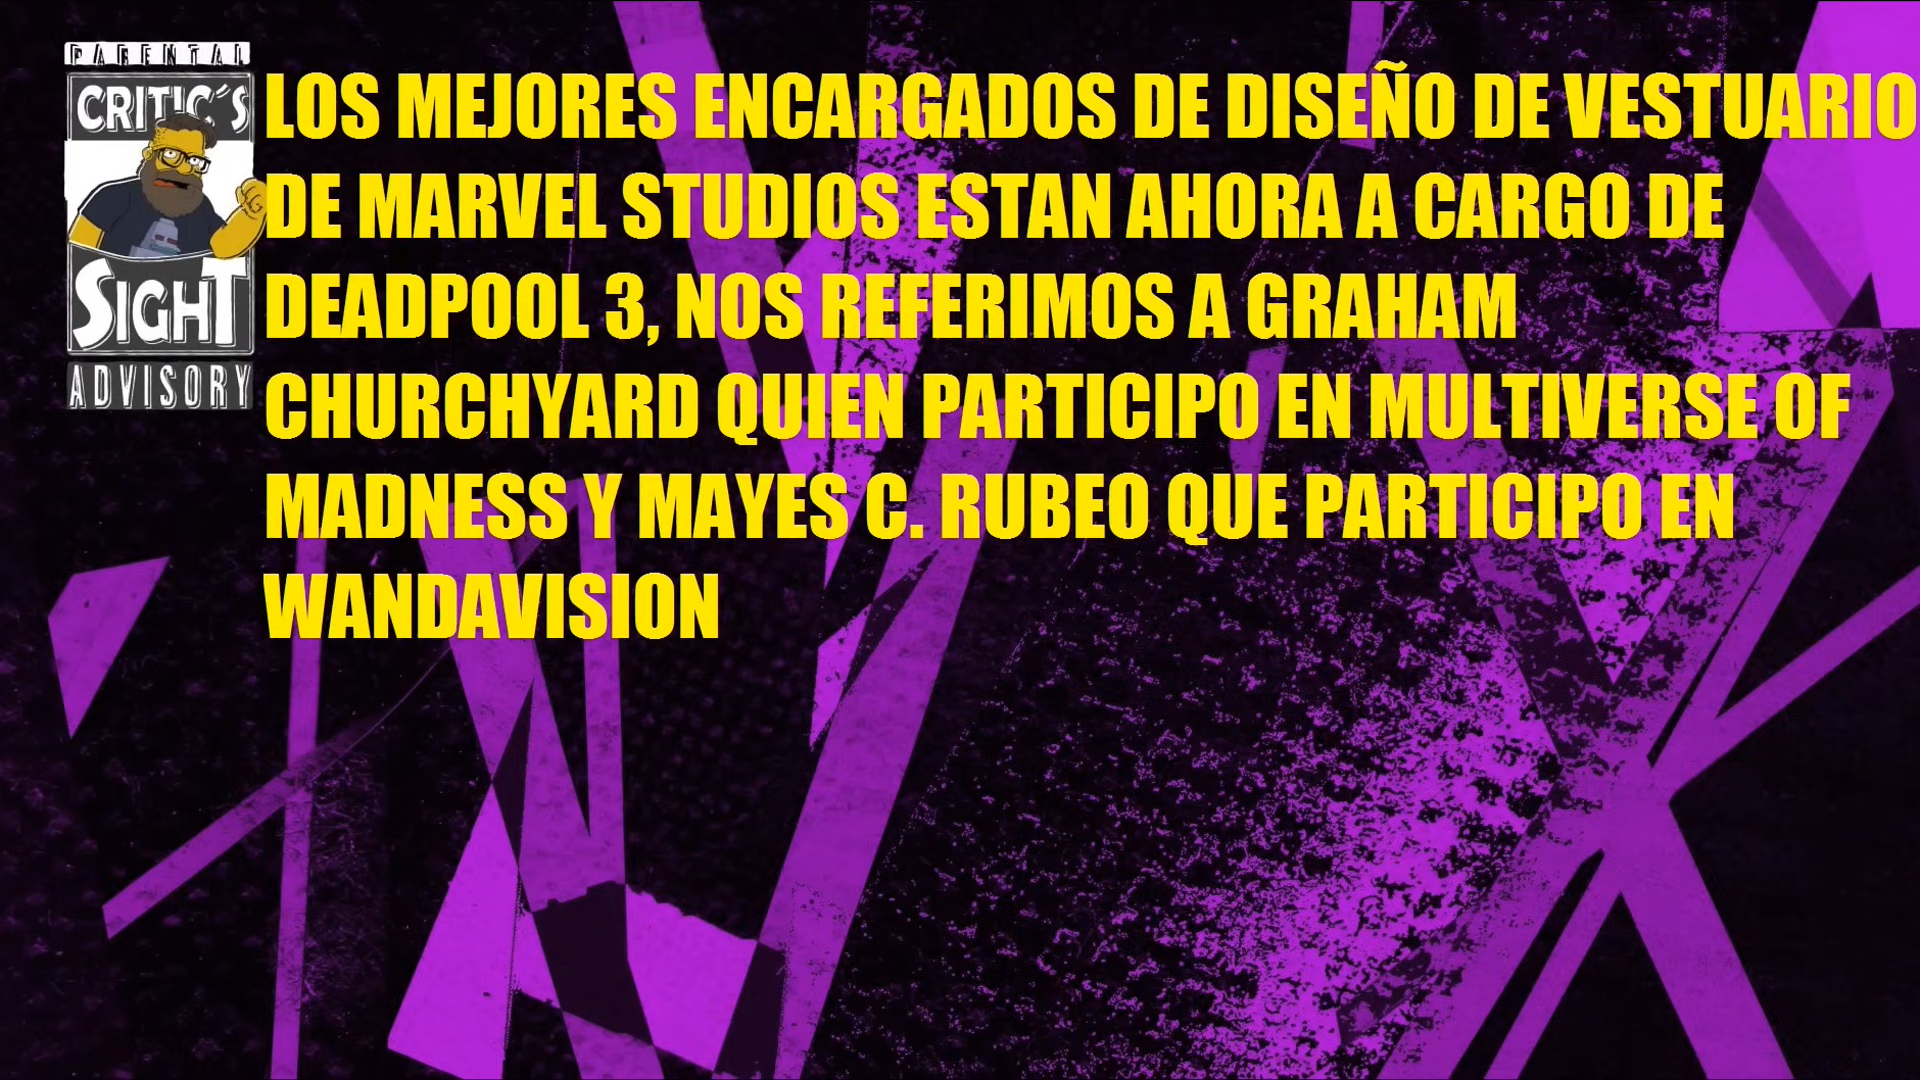 PARENTAL
CRITIC´S
SIGHT
ADVISORY
LOS MEJORES ENCARGADOS DE DISEÑO DE VESTUARIO
DE MARVEL STUDIOS ESTAN AHORA A CARGO DE
DEADPOOL 3, NOS REFERIMOS A GRAHAM
CHURCHYARD QUIEN PARTICIPO EN MULTIVERSE OF
MADNESS Y MAYES C. RUBEO QUE PARTICIPO EN
WANDAVISION